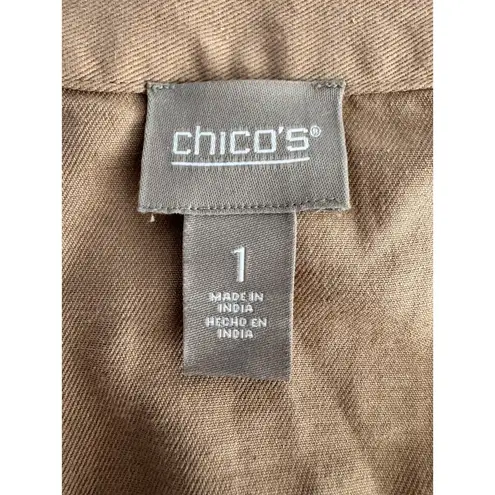 chico's®
1
MADE IN
INDIA
HECHO EN
INDIA